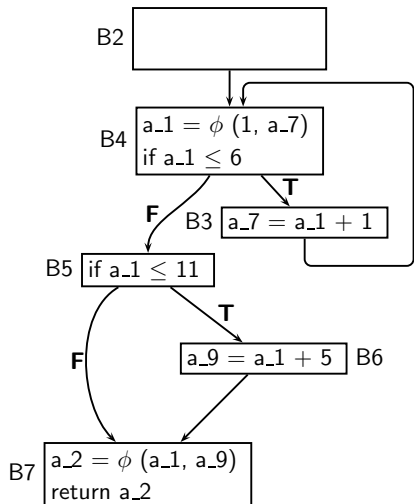 B2
B4
a_1 = ϕ (1, a_7)
if a_1 ≤ 6
T
F
B3
a_7 = a_1 + 1
B5
if a_1 ≤ 11
T
F
a_9 = a_1 + 5
B6
B7
a_2 = ϕ (a_1, a_9)
return a_2